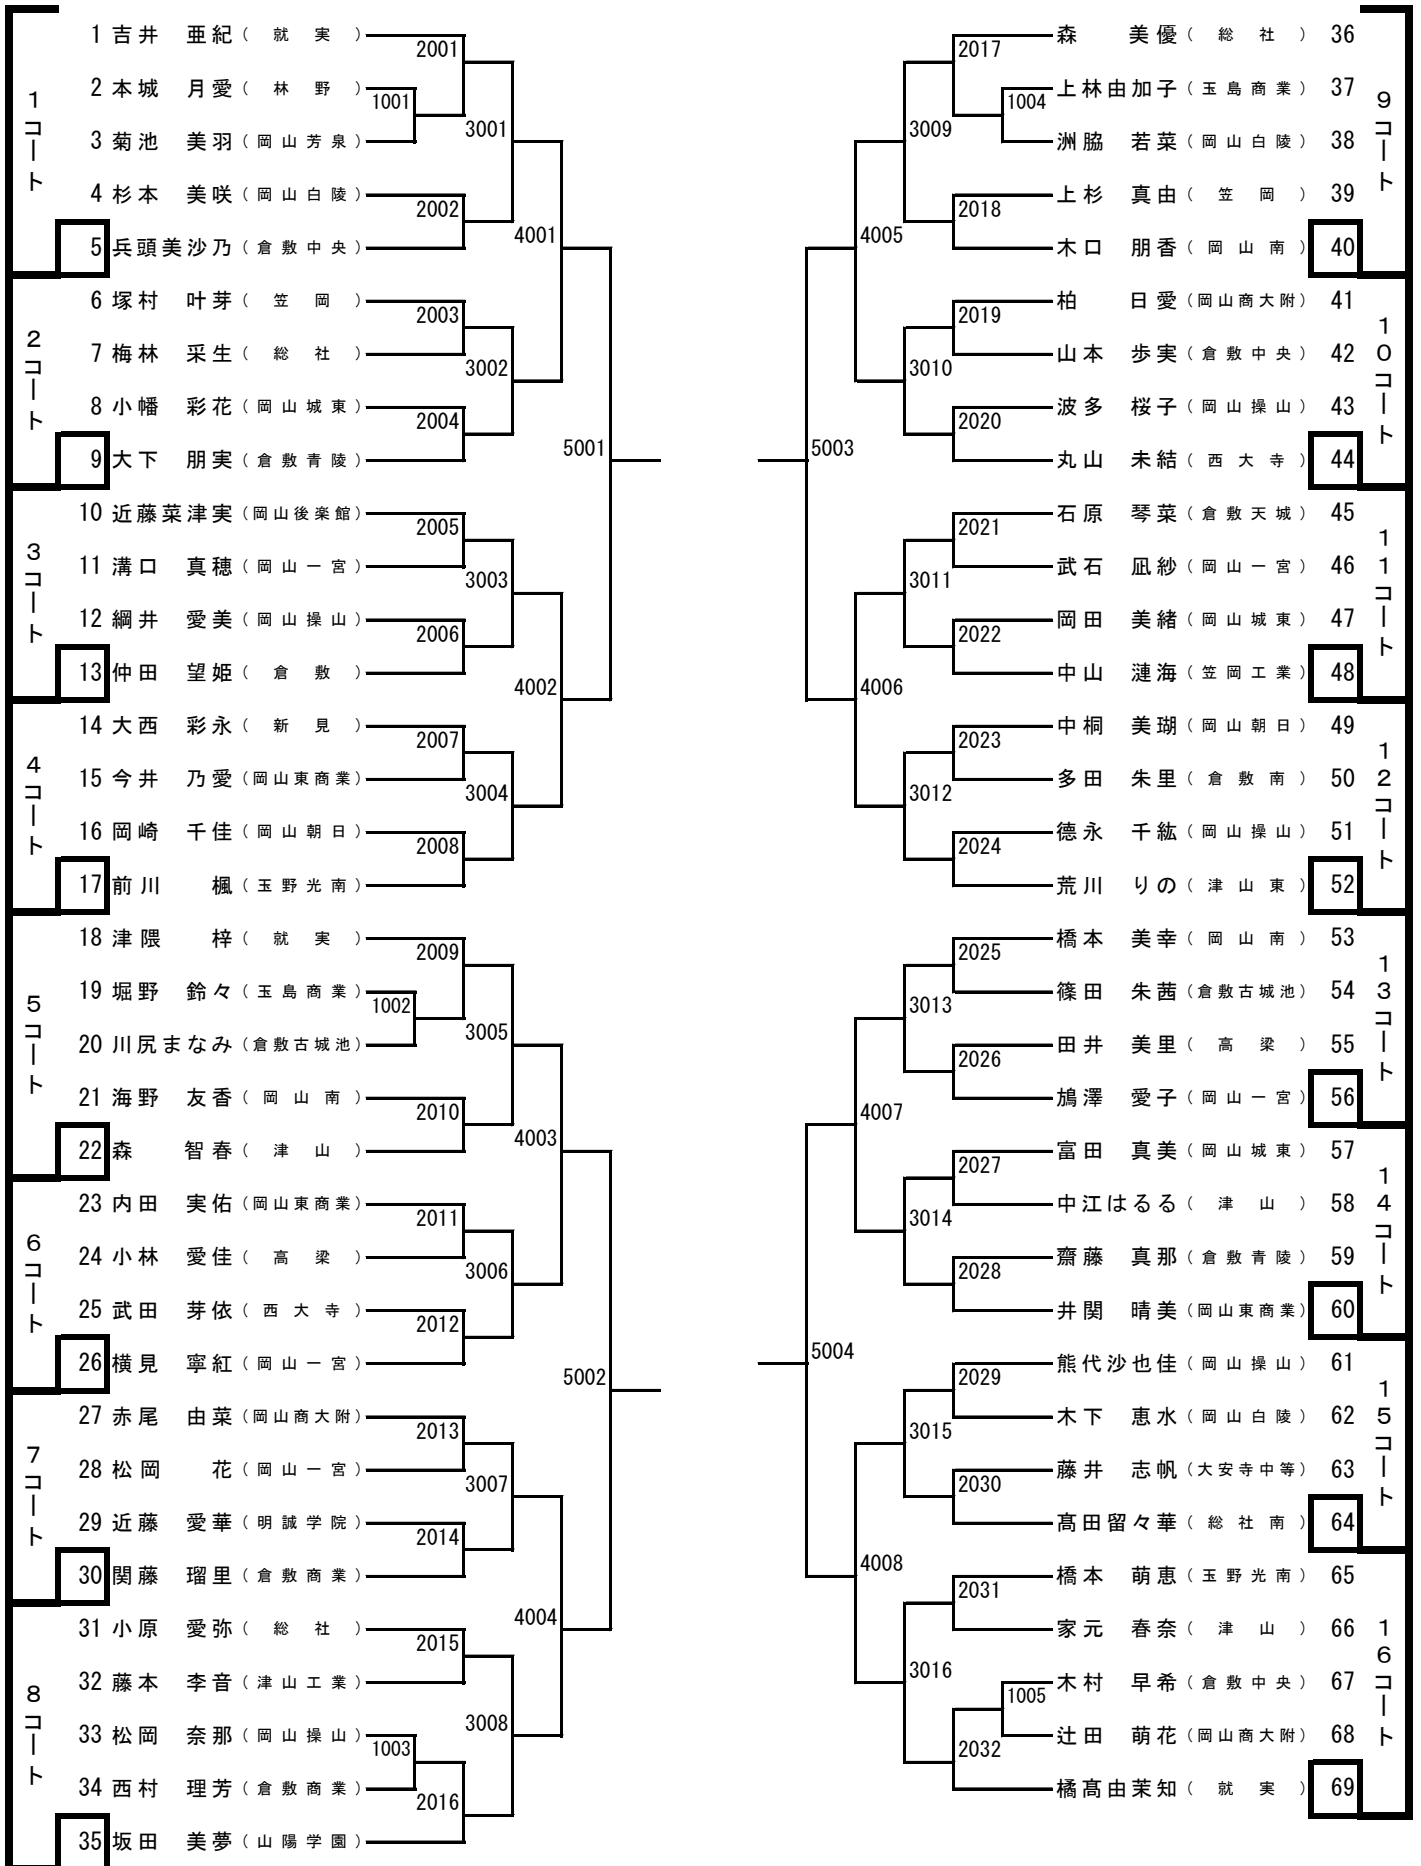 1コート
1 吉井 亜紀 (就実)
2 本城 月愛 (林野)
3 菊池 美羽 (岡山芳泉)
4 杉本 美咲 (岡山白陵)
5 兵頭美沙乃 (倉敷中央)
2コート
6 塚村 叶芽 (笠岡)
7 梅林 采生 (総社)
8 小幡 彩花 (岡山城東)
9 大下 朋実 (倉敷青陵)
3コート
10 近藤菜津実 (岡山後楽館)
11 溝口 真穂 (岡山一宮)
12 綱井 愛美 (岡山操山)
13 仲田 望姫 (倉敷)
4コート
14 大西 彩永 (新見)
15 今井 乃愛 (岡山東商業)
16 岡崎 千佳 (岡山朝日)
17 前川 楓 (玉野光南)
5コート
18 津隈 梓 (就実)
19 堀野 鈴々 (玉島商業)
20 川尻まなみ (倉敷古城池)
21 海野 友香 (岡山南)
22 森 智春 (津山)
6コート
23 内田 実佑 (岡山東商業)
24 小林 愛佳 (高梁)
25 武田 芽依 (西大寺)
26 横見 寧紅 (岡山一宮)
7コート
27 赤尾 由菜 (岡山商大附)
28 松岡 花 (岡山一宮)
29 近藤 愛華 (明誠学院)
30 関藤 瑠里 (倉敷商業)
8コート
31 小原 愛弥 (総社)
32 藤本 李音 (津山工業)
33 松岡 奈那 (岡山操山)
34 西村 理芳 (倉敷商業)
35 坂田 美夢 (山陽学園)
1001
1002
1003
2001
2002
2003
2004
2005
2006
2007
2008
2009
2010
2011
2012
2013
2014
2015
2016
3001
3002
3003
3004
3005
3006
3007
3008
4001
4002
4003
4004
5001
5002
5003
5004
4005
4006
4007
4008
3009
3010
3011
3012
3013
3014
3015
3016
2017
2018
2019
2020
2021
2022
2023
2024
2025
2026
2027
2028
2029
2030
2031
2032
1004
1005
9コート
森 美優 (総社) 36
上林由加子 (玉島商業) 37
洲脇 若菜 (岡山白陵) 38
上杉 真由 (笠岡) 39
木口 朋香 (岡山南) 40
10コート
柏 日愛 (岡山商大附) 41
山本 歩実 (倉敷中央) 42
波多 桜子 (岡山操山) 43
丸山 未結 (西大寺) 44
11コート
石原 琴菜 (倉敷天城) 45
武石 凪紗 (岡山一宮) 46
岡田 美緒 (岡山城東) 47
中山 漣海 (笠岡工業) 48
12コート
中桐 美瑚 (岡山朝日) 49
多田 朱里 (倉敷南) 50
德永 千紘 (岡山操山) 51
荒川 りの (津山東) 52
13コート
橋本 美幸 (岡山南) 53
篠田 朱茜 (倉敷古城池) 54
田井 美里 (高梁) 55
鳩澤 愛子 (岡山一宮) 56
14コート
富田 真美 (岡山城東) 57
中江はるる (津山) 58
齋藤 真那 (倉敷青陵) 59
井関 晴美 (岡山東商業) 60
15コート
熊代沙也佳 (岡山操山) 61
木下 恵水 (岡山白陵) 62
藤井 志帆 (大安寺中等) 63
髙田留々華 (総社南) 64
16コート
橋本 萌恵 (玉野光南) 65
家元 春奈 (津山) 66
木村 早希 (倉敷中央) 67
辻田 萌花 (岡山商大附) 68
橘髙由茉知 (就実) 69